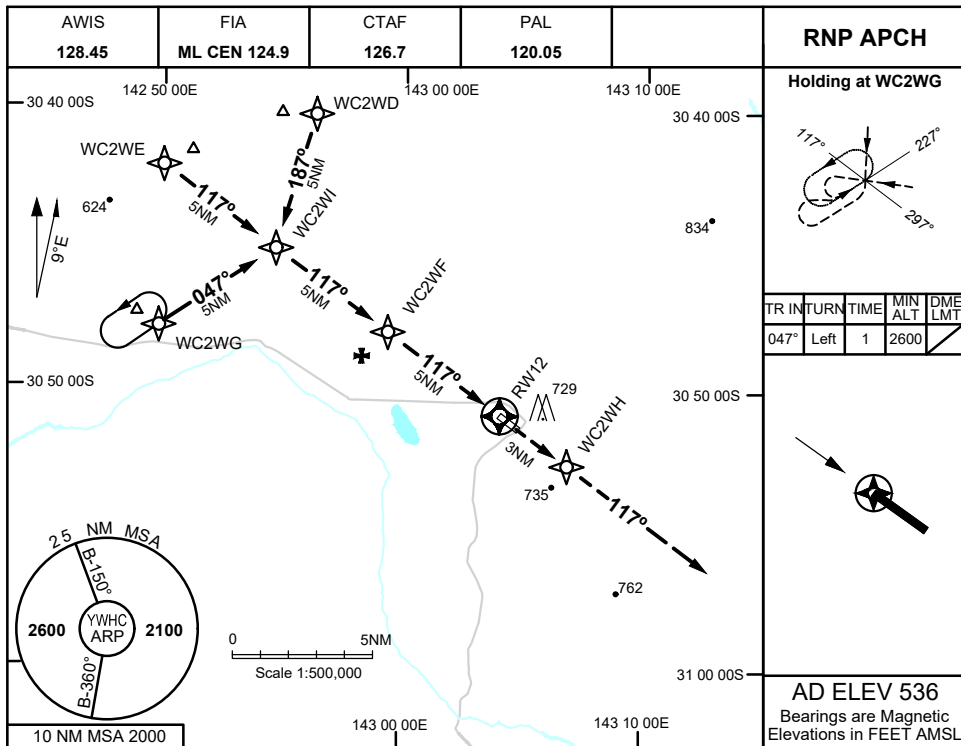 AWIS
128.45
FIA
ML CEN 124.9
CTAF
126.7
PAL
120.05
RNP APCH
142 50 00E
143 00 00E
143 10 00E
30 40 00S
30 40 00S
WC2WD
WC2WE
187°
5NM
117°
5NM
WC2WI
624
9°E
834
047°
5NM
117°
5NM
WC2WF
WC2WG
30 50 00S
30 50 00S
117°
5NM
RW12
729
3NM
WC2WH
735
117°
762
25 NM MSA
B-150°
2600
YWHC
ARP
2100
B-360°
10 NM MSA 2000
0
5NM
Scale 1:500,000
31 00 00S
143 00 00E
143 10 00E
Holding at WC2WG
117°
227°
297°
TR IN TURN TIME MIN ALT DME LMT
047° Left 1 2600
AD ELEV 536
Bearings are Magnetic
Elevations in FEET AMSL